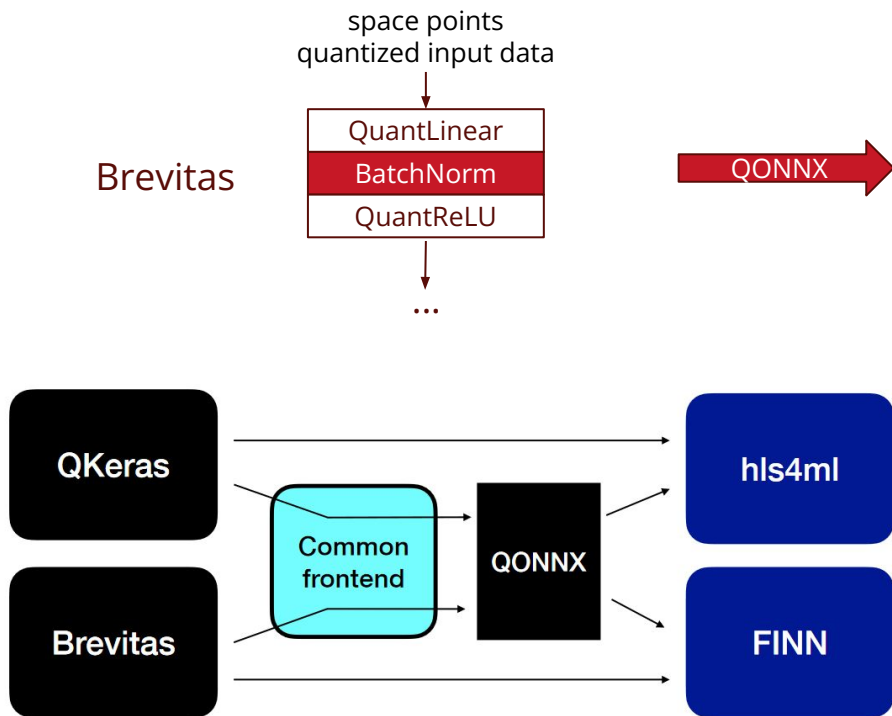 space points
quantized input data
QuantLinear
Brevitas
BatchNorm
QONNX
QuantReLU
...
QKeras
hls4ml
Common
frontend
QONNX
Brevitas
FINN